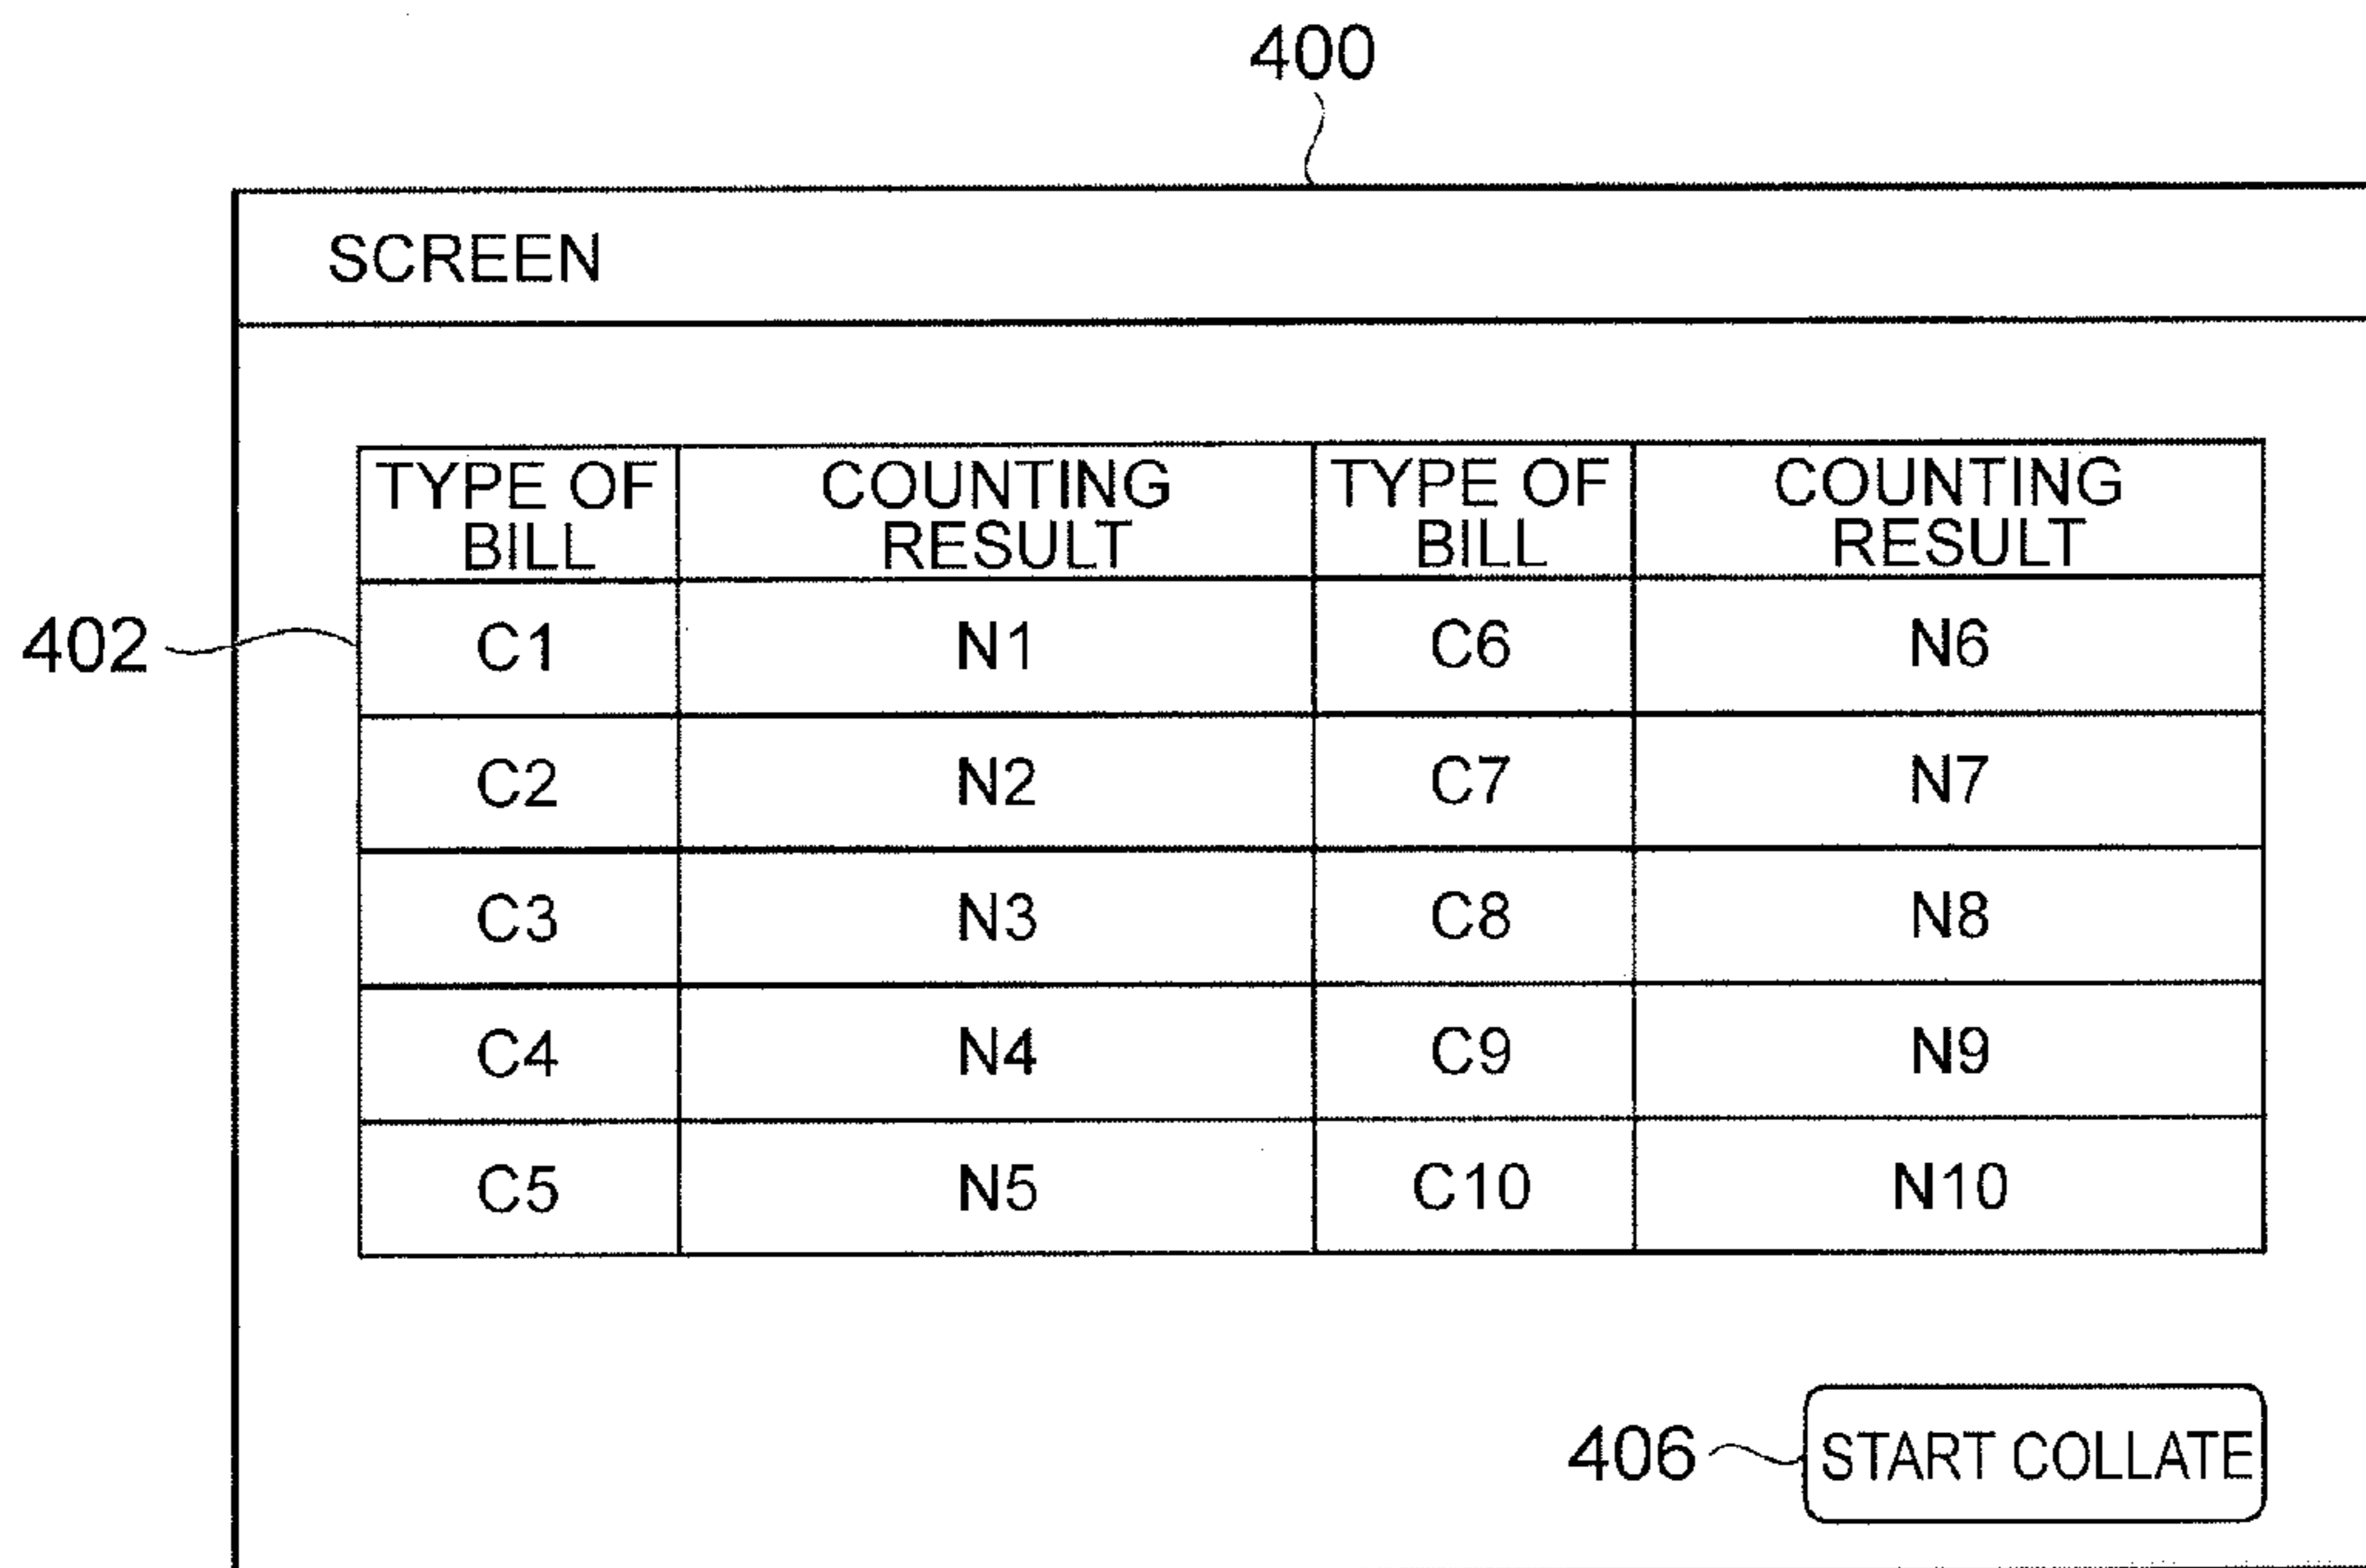 400
SCREEN
TYPE OF BILL COUNTING RESULT TYPE OF BILL COUNTING RESULT
402 C1 N1 C6 N6
C2 N2 C7 N7
C3 N3 C8 N8
C4 N4 C9 N9
C5 N5 C10 N10
406 START COLLATE